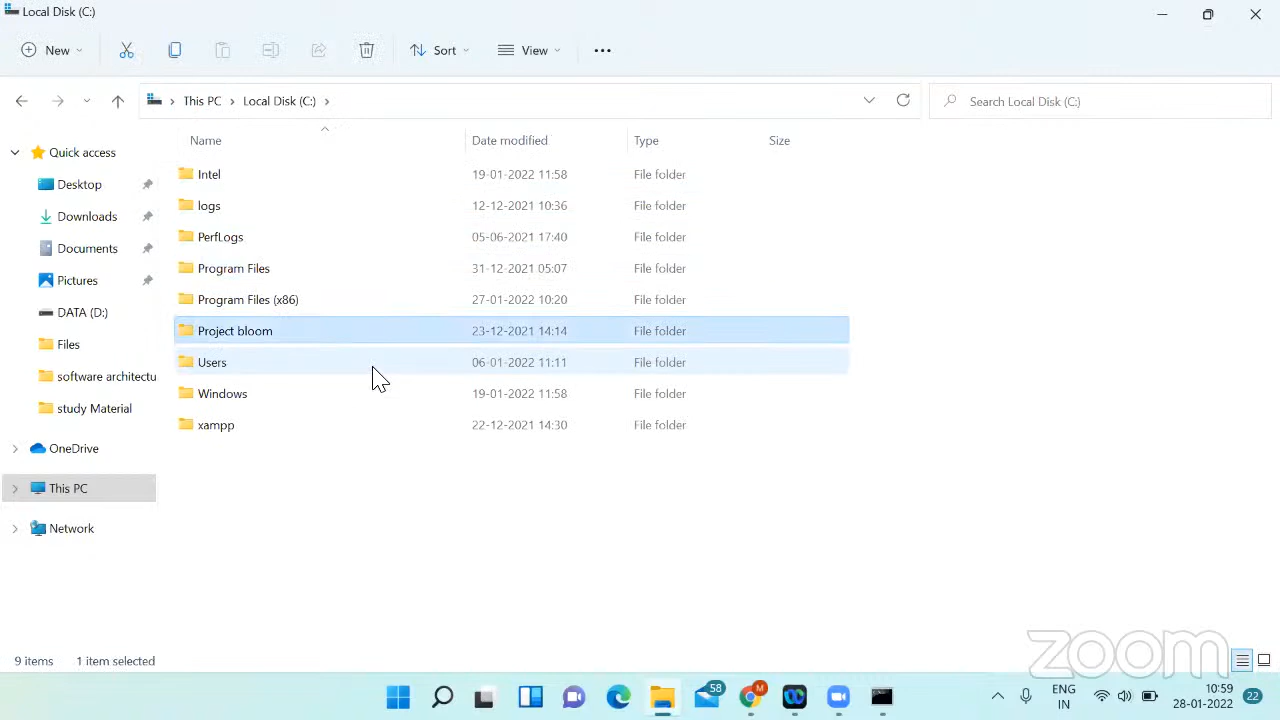 Local Disk (C:)
New
Sort
View
This PC
Local Disk (C:)
Search Local Disk (C:)
Name
Date modified
Type
Size
Quick access
Desktop
Downloads
Documents
Pictures
DATA (D:)
Files
software architectu
study Material
OneDrive
This PC
Network
Intel 19-01-2022 11:58 File folder
logs 12-12-2021 10:36 File folder
PerfLogs 05-06-2021 17:40 File folder
Program Files 31-12-2021 05:07 File folder
Program Files (x86) 27-01-2022 10:20 File folder
Project bloom 23-12-2021 14:14 File folder
Users 06-01-2022 11:11 File folder
Windows 19-01-2022 11:58 File folder
xampp 22-12-2021 14:30 File folder
9 items 1 item selected
zoom
58
M
ENG
IN
10:59
28-01-2022
22